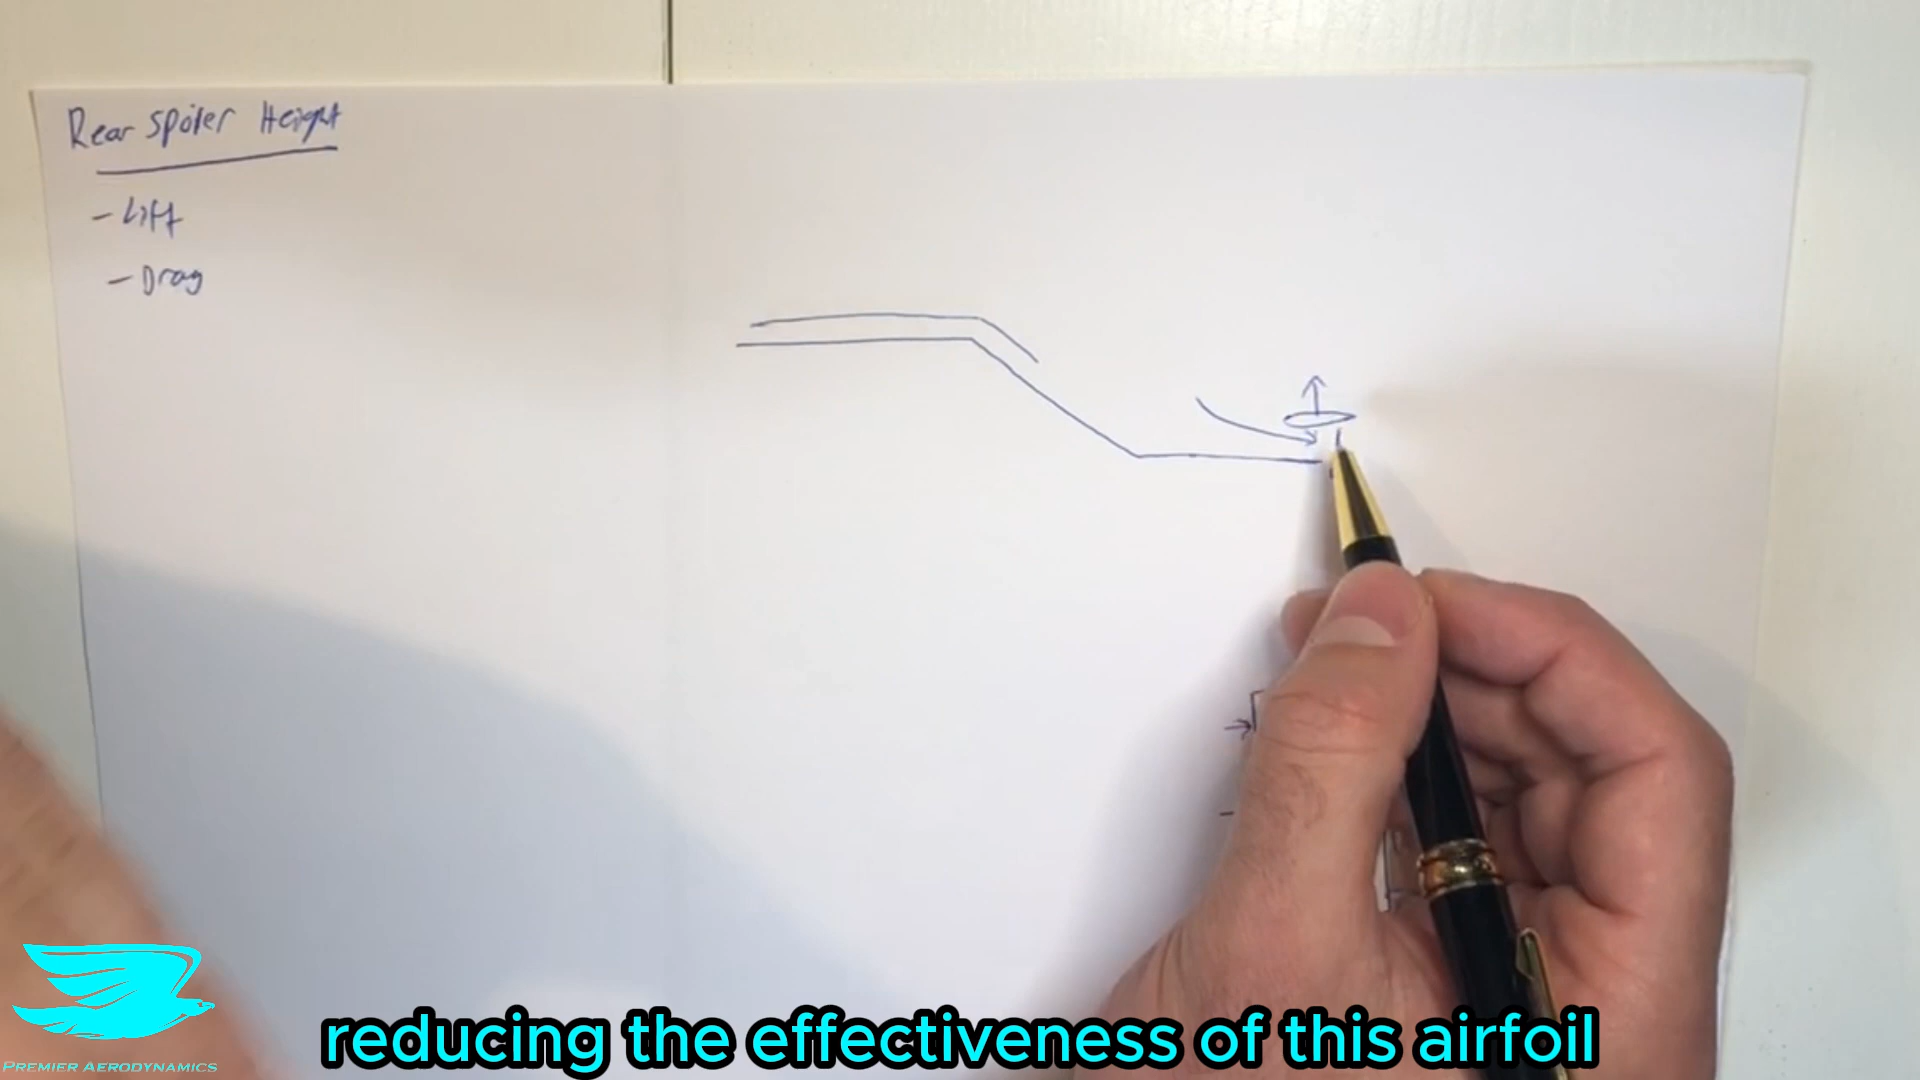 Rear Spoiler Height
- Lift
- Drag
reducing the effectiveness of this airfoil
PREMIER AERODYNAMICS